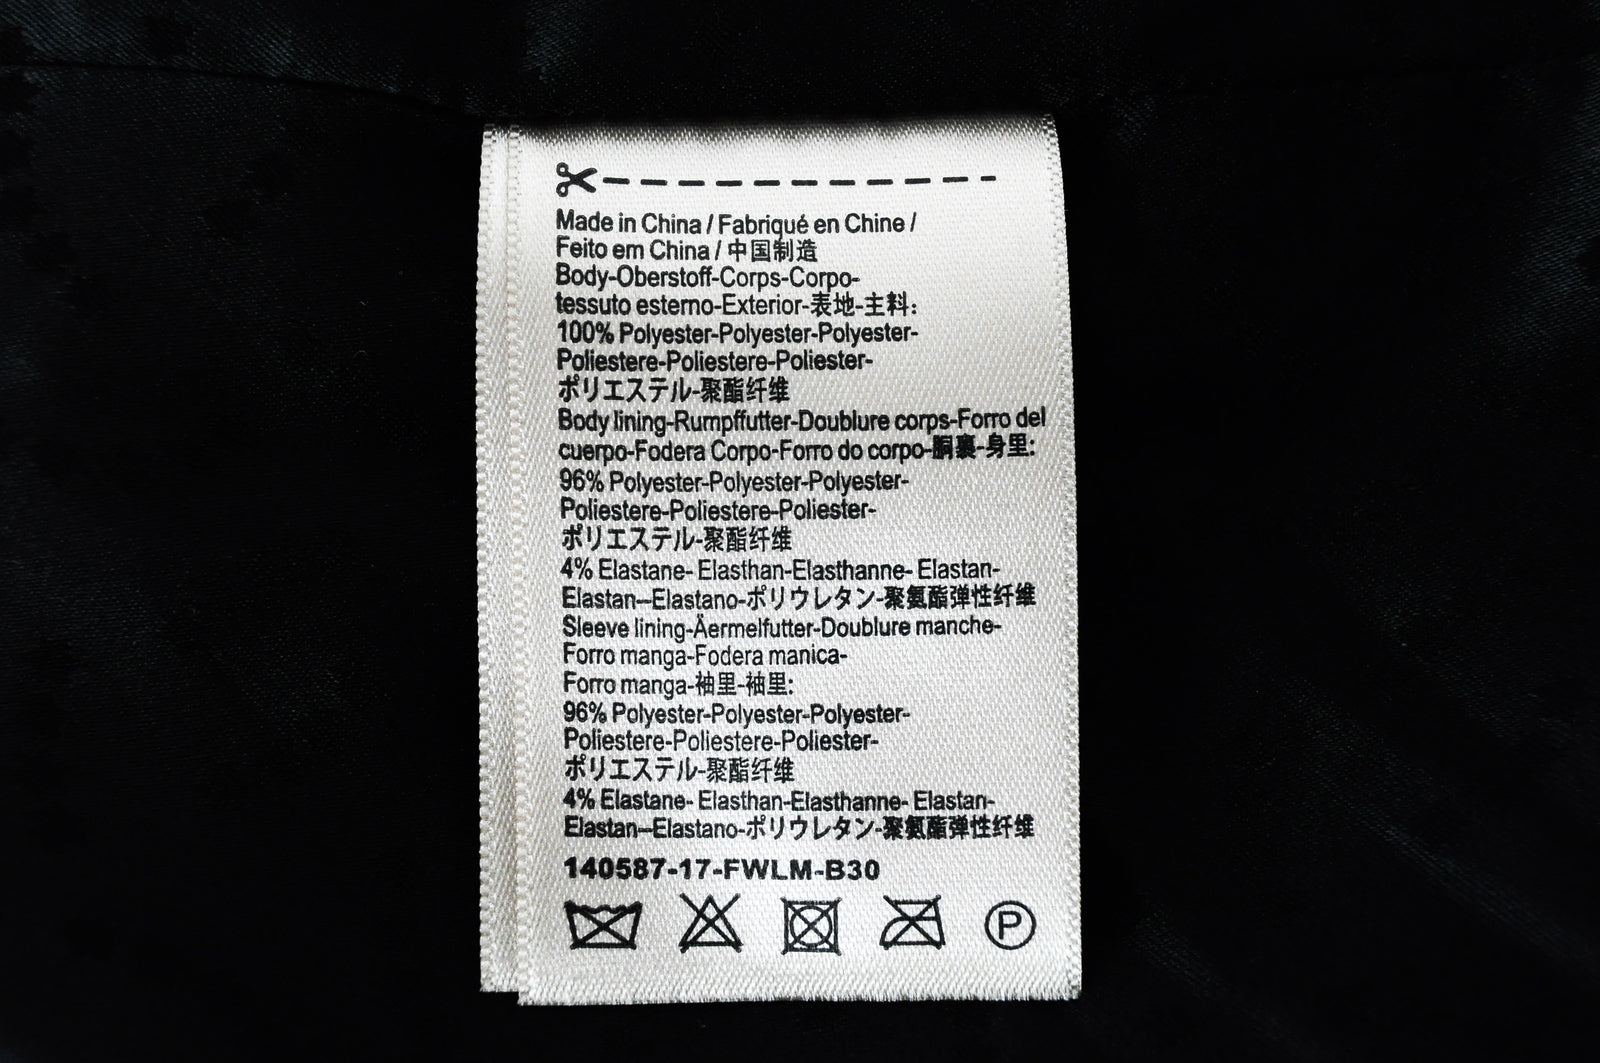 Made in China / Fabriqué en Chine /
Feito em China / 中国制造
Body-Oberstoff-Corps-Corpo-
tessuto esterno-Exterior-表地-主料:
100% Polyester-Polyester-Polyester-
Poliestere-Poliestere-Poliester-
ポリエステル-聚酯纤维
Body lining-Rumpffutter-Doublure corps-Forro del
cuerpo-Fodera Corpo-Forro do corpo-胴裏-身里:
96% Polyester-Polyester-Polyester-
Poliestere-Poliestere-Poliester-
ポリエステル-聚酯纤维
4% Elastane- Elasthan-Elasthanne- Elastan-
Elastan--Elastano-ポリウレタン-聚氨酯弹性纤维
Sleeve lining-Äermelfutter-Doublure manche-
Forro manga-Fodera manica-
Forro manga-袖里-袖里:
96% Polyester-Polyester-Polyester-
Poliestere-Poliestere-Poliester-
ポリエステル-聚酯纤维
4% Elastane- Elasthan-Elasthanne- Elastan-
Elastan--Elastano-ポリウレタン-聚氨酯弹性纤维
140587-17-FWLM-B30
P